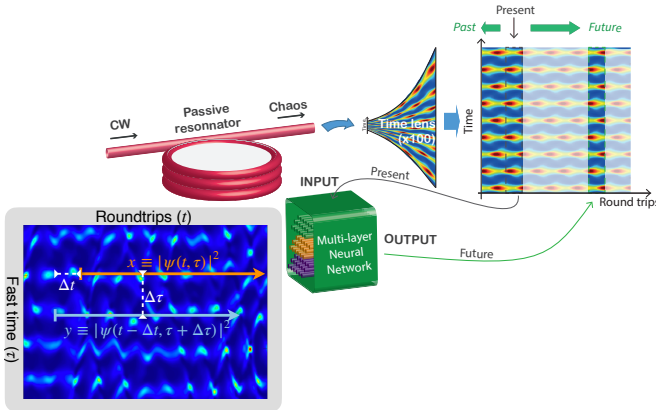 Present
Past
Future
CW
Passive
resonnator
Chaos
Time
Time lens
(x100)
Time
Round trips
INPUT
Present
Multi-layer
Neural
Network
OUTPUT
Future
Roundtrips (t)
Fast time (τ)
x ≡ |ψ(t, τ)|²
Δt
Δτ
y ≡ |ψ(t − Δt, τ + Δτ)|²